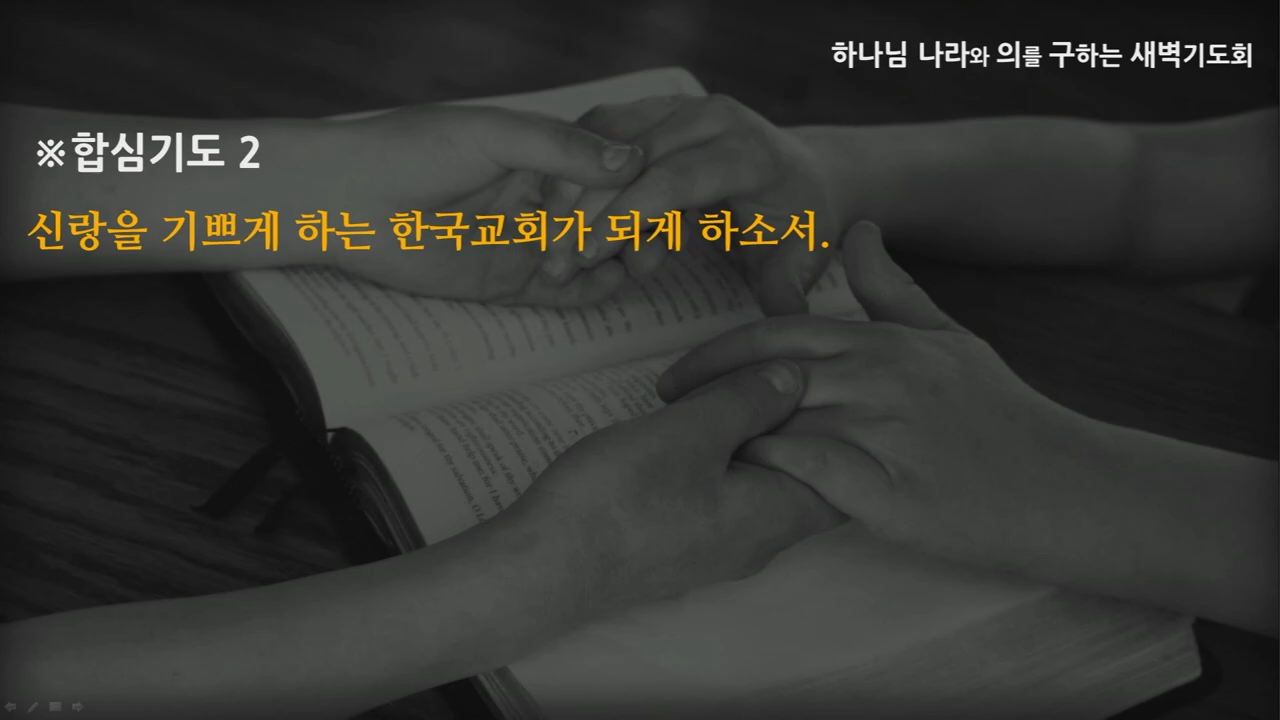 하나님 나라와 의를 구하는 새벽기도회
※합심기도 2
신랑을 기쁘게 하는 한국교회가 되게 하소서.